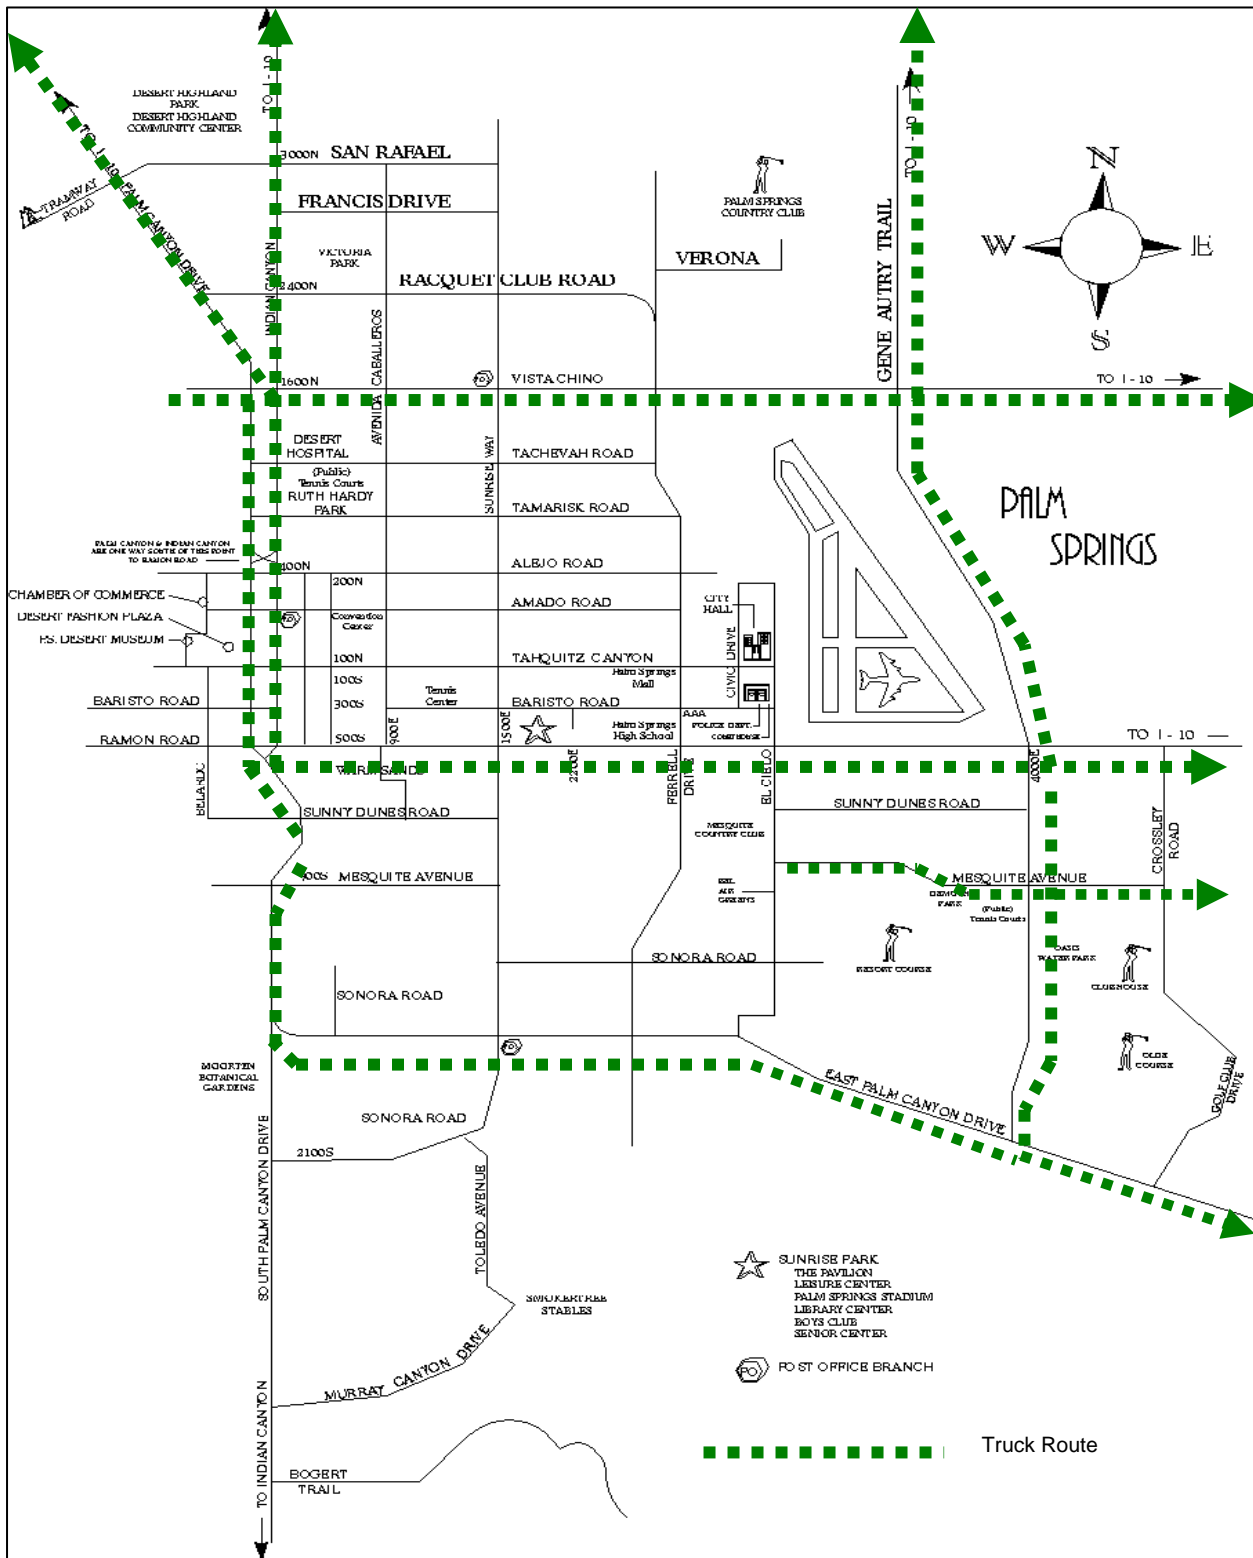 DESERT HIGHLAND
PARK
DESERT HIGHLAND
COMMUNITY CENTER
TO I - 10
TO I - 10
PALM CANYON DRIVE
TRAMWAY
ROAD
3000N
SAN RAFAEL
FRANCIS DRIVE
VICTORIA
PARK
INDIAN CANYON
2400N
RACQUET CLUB ROAD
VERONA
PALM SPRINGS
COUNTRY CLUB
TO I - 10
GENE AUTRY TRAIL
N
W
E
S
AVENIDA CABALLEROS
1600N
PO
VISTA CHINO
TO I - 10
DESERT
HOSPITAL
(Public)
Tennis Courts
RUTH HARDY
PARK
SUNRISE WAY
TACHEVAH ROAD
TAMARISK ROAD
PALM
SPRINGS
PALM CANYON & INDIAN CANYON
ARE ONE WAY SOUTH OF THIS POINT
TO RAMON ROAD
400N
ALEJO ROAD
200N
CHAMBER OF COMMERCE
DESERT FASHION PLAZA
P.S. DESERT MUSEUM
PO
Convention
Center
AMADO ROAD
CITY
HALL
CIVIC DRIVE
100N
TAHQUITZ CANYON
100S
Palm Springs
Mall
BARISTO ROAD
300S
Tennis
Center
BARISTO ROAD
AAA
POLICE DEPT.
COURTHOUSE
RAMON ROAD
500S
900E
1500E
2200E
Palm Springs
High School
TO I - 10
BELARDO
WARM SANDS
FERRELL
DRIVE
EL CIELO
4000E
SUNNY DUNES ROAD
SUNNY DUNES ROAD
CROSSLEY
ROAD
MESQUITE
COUNTRY CLUB
MESQUITE AVENUE
MESQUITE AVENUE
BEL
AIR
GREENS
DEMUTH
PARK
(Public)
Tennis Courts
RESORT COURSE
OASIS
WATER PARK
CLUBHOUSE
SONORA ROAD
SONORA ROAD
PO
OLDE
COURSE
GOLF CLUB
DRIVE
MOORTEN
BOTANICAL
GARDENS
EAST PALM CANYON DRIVE
SONORA ROAD
2100S
SOUTH PALM CANYON DRIVE
TOLEDO AVENUE
SMOKERTREE
STABLES
MURRAY CANYON DRIVE
SUNRISE PARK
THE PAVILION
LEISURE CENTER
PALM SPRINGS STADIUM
LIBRARY CENTER
BOYS CLUB
SENIOR CENTER
PO
POST OFFICE BRANCH
TO INDIAN CANYON
BOGERT
TRAIL
Truck Route